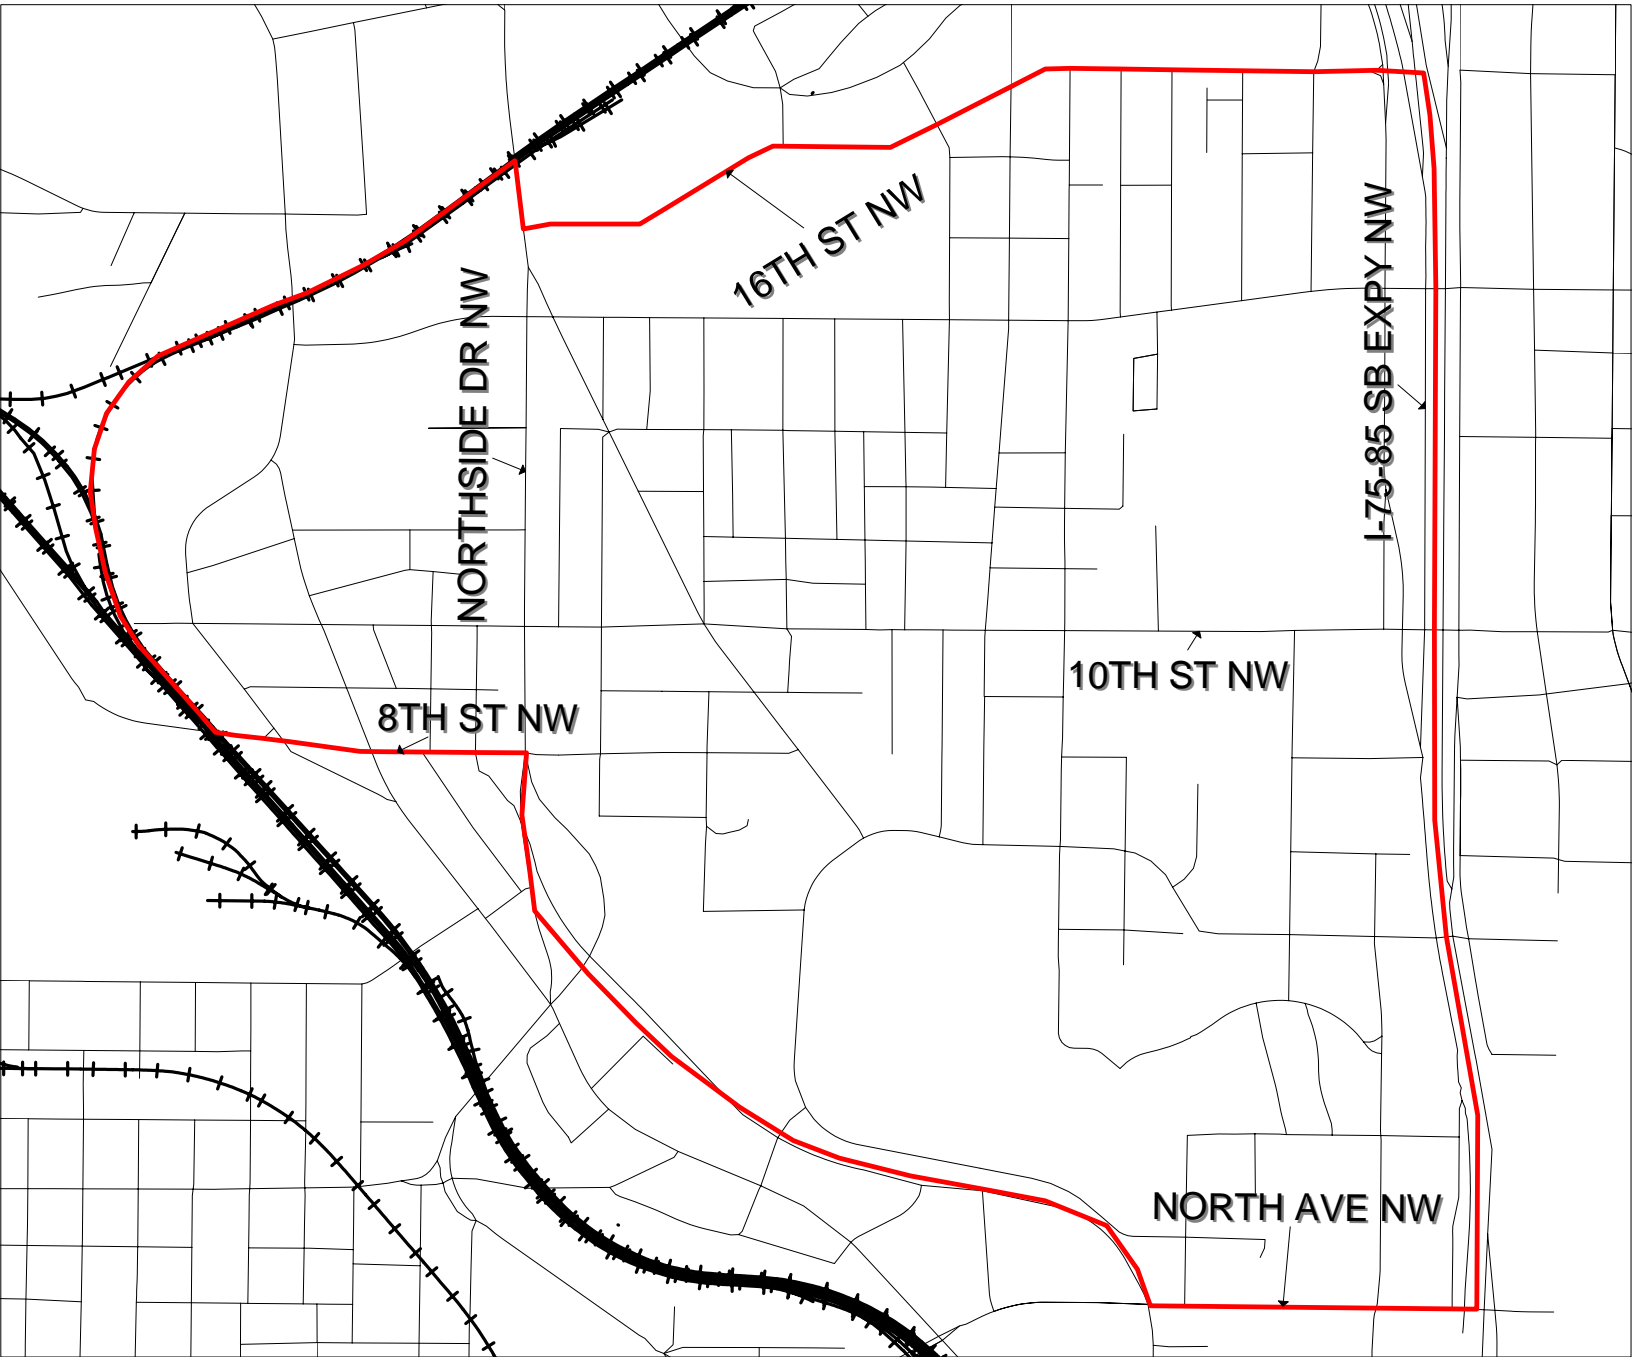 16TH ST NW
NORTHSIDE DR NW
I-75-85 SB EXPY NW
10TH ST NW
8TH ST NW
NORTH AVE NW